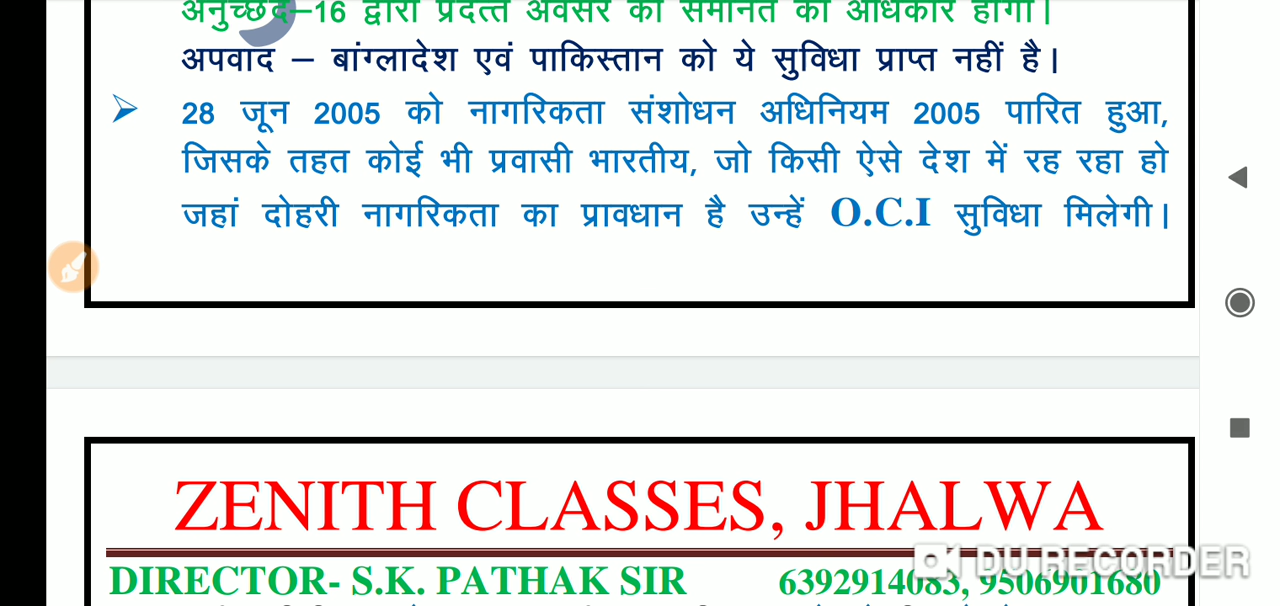 अनुच्छेद–16 द्वारा प्रदत्त अवसर की समानत का अधिकार होगा।
अपवाद – बांग्लादेश एवं पाकिस्तान को ये सुविधा प्राप्त नहीं है।
➢ 28 जून 2005 को नागरिकता संशोधन अधिनियम 2005 पारित हुआ,
जिसके तहत कोई भी प्रवासी भारतीय, जो किसी ऐसे देश में रह रहा हो
जहां दोहरी नागरिकता का प्रावधान है उन्हें O.C.I सुविधा मिलेगी।
ZENITH CLASSES, JHALWA
DU RECORDER
DIRECTOR- S.K. PATHAK SIR 6392914083, 9506901680